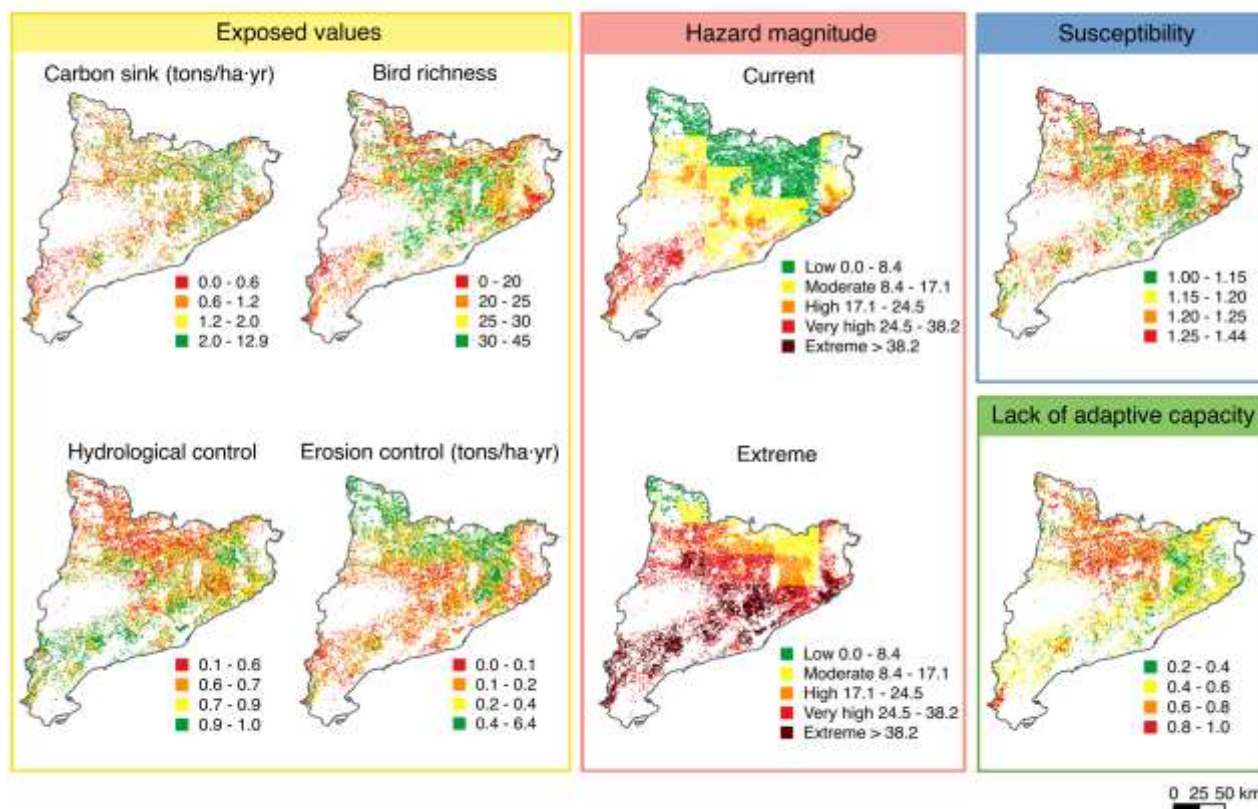 Exposed values
Carbon sink (tons/ha·yr)
0.0 - 0.6
0.6 - 1.2
1.2 - 2.0
2.0 - 12.9
Bird richness
0 - 20
20 - 25
25 - 30
30 - 45
Hydrological control
0.1 - 0.6
0.6 - 0.7
0.7 - 0.9
0.9 - 1.0
Erosion control (tons/ha·yr)
0.0 - 0.1
0.1 - 0.2
0.2 - 0.4
0.4 - 6.4
Hazard magnitude
Current
Low 0.0 - 8.4
Moderate 8.4 - 17.1
High 17.1 - 24.5
Very high 24.5 - 38.2
Extreme > 38.2
Extreme
Low 0.0 - 8.4
Moderate 8.4 - 17.1
High 17.1 - 24.5
Very high 24.5 - 38.2
Extreme > 38.2
Susceptibility
1.00 - 1.15
1.15 - 1.20
1.20 - 1.25
1.25 - 1.44
Lack of adaptive capacity
0.2 - 0.4
0.4 - 0.6
0.6 - 0.8
0.8 - 1.0
0 25 50 km